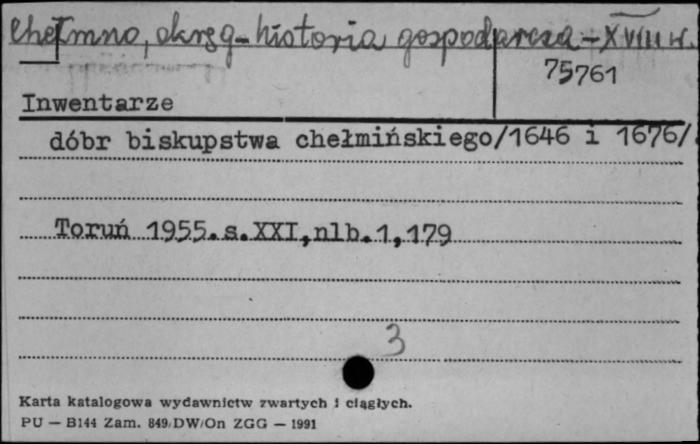 Chełmno, okręg - historia gospodarcza - XVIII w.
75761
Inwentarze
dóbr biskupstwa chełmińskiego/1646 i 1676/.
Toruń 1955.s.XXI,nlb.1,179
3
Karta katalogowa wydawnictw zwartych i ciągłych.
PU — B144 Zam. 849/DW/On ZGG — 1991